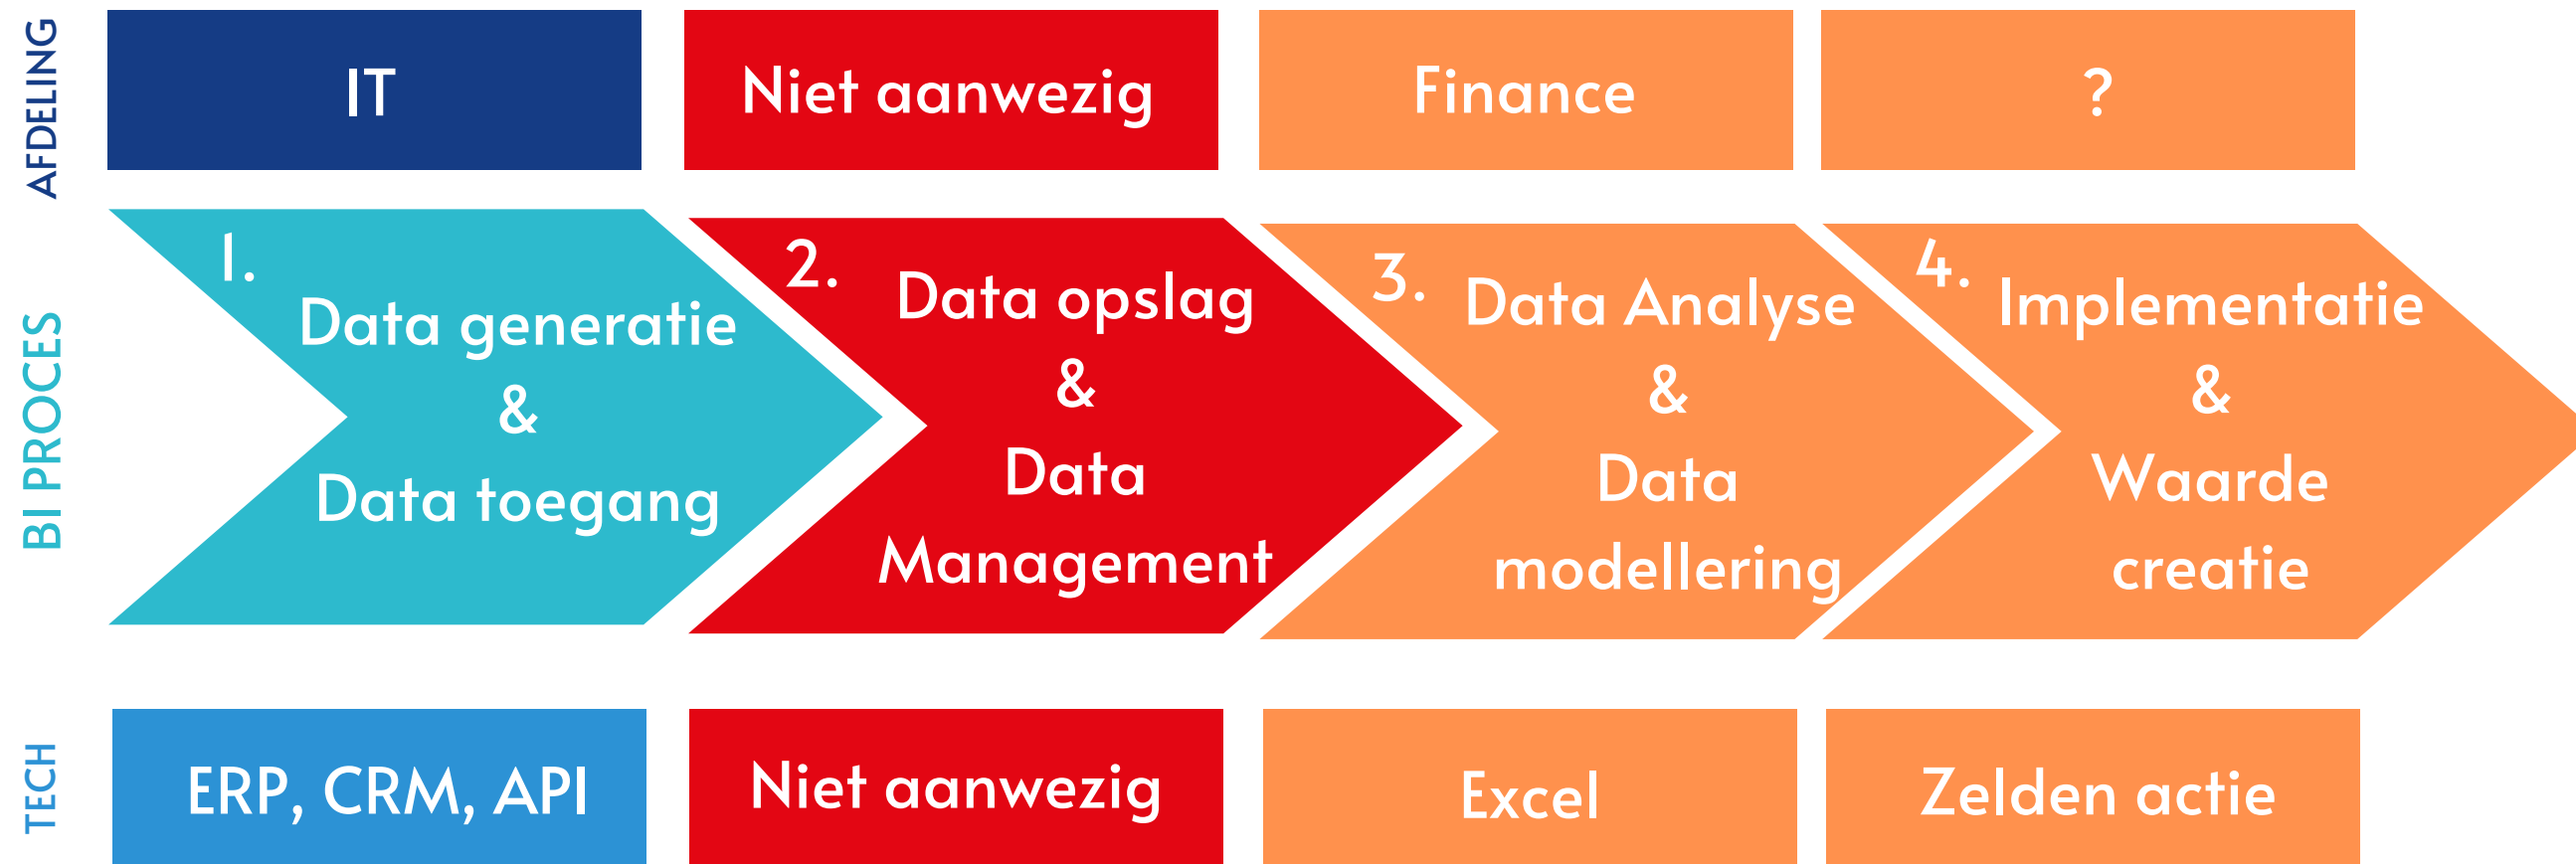 AFDELING
IT
Niet aanwezig
Finance
?
BI PROCES
1.
Data generatie
&
Data toegang
2.
Data opslag
&
Data
Management
3.
Data Analyse
&
Data
modellering
4.
Implementatie
&
Waarde
creatie
TECH
ERP, CRM, API
Niet aanwezig
Excel
Zelden actie